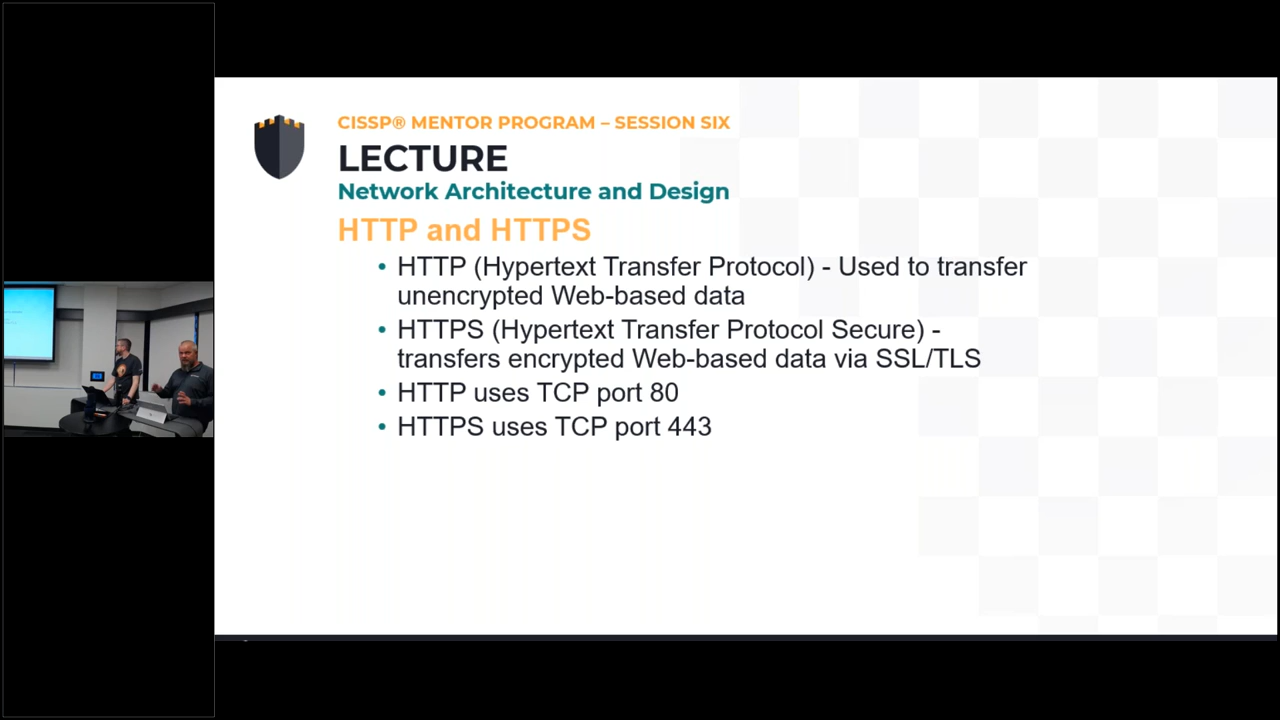 CISSP® MENTOR PROGRAM – SESSION SIX
LECTURE
Network Architecture and Design
HTTP and HTTPS
• HTTP (Hypertext Transfer Protocol) - Used to transfer
unencrypted Web-based data
• HTTPS (Hypertext Transfer Protocol Secure) -
transfers encrypted Web-based data via SSL/TLS
• HTTP uses TCP port 80
• HTTPS uses TCP port 443